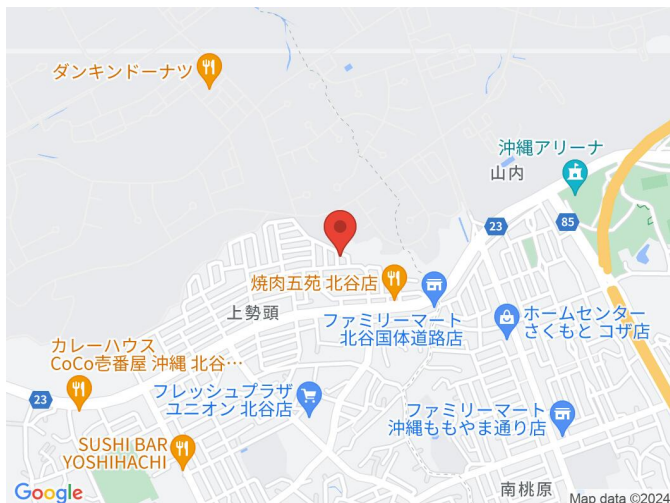 ダンキンドーナツ
沖縄アリーナ
山内
23
85
焼肉五苑 北谷店
上勢頭
ファミリーマート
北谷国体道路店
ホームセンター
さくもと コザ店
カレーハウス
CoCo壱番屋 沖縄 北谷…
23
フレッシュプラザ
ユニオン 北谷店
ファミリーマート
沖縄ももやま通り店
SUSHI BAR
YOSHIHACHI
南桃原
Google
Map data ©2024